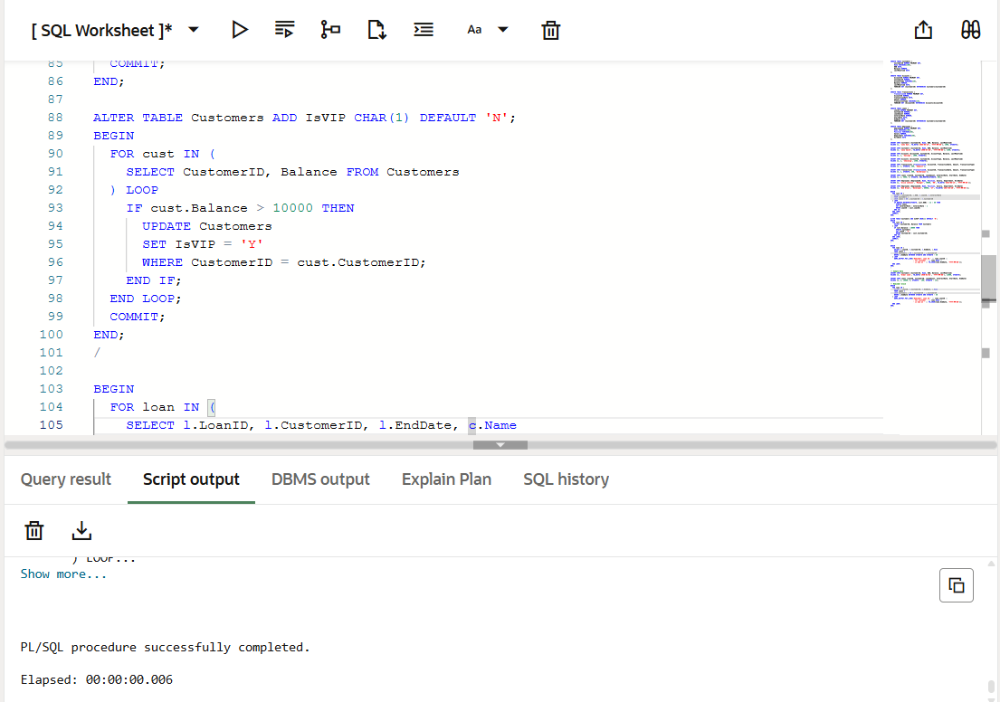 [ SQL Worksheet ]*
Aa
85 COMMIT;
86 END;
87
88 ALTER TABLE Customers ADD IsVIP CHAR(1) DEFAULT 'N';
89 BEGIN
90 FOR cust IN (
91 SELECT CustomerID, Balance FROM Customers
92 ) LOOP
93 IF cust.Balance > 10000 THEN
94 UPDATE Customers
95 SET IsVIP = 'Y'
96 WHERE CustomerID = cust.CustomerID;
97 END IF;
98 END LOOP;
99 COMMIT;
100 END;
101 /
102
103 BEGIN
104 FOR loan IN (
105 SELECT l.LoanID, l.CustomerID, l.EndDate, c.Name
Query result Script output DBMS output Explain Plan SQL history
) LOOP...
Show more...
PL/SQL procedure successfully completed.
Elapsed: 00:00:00.006